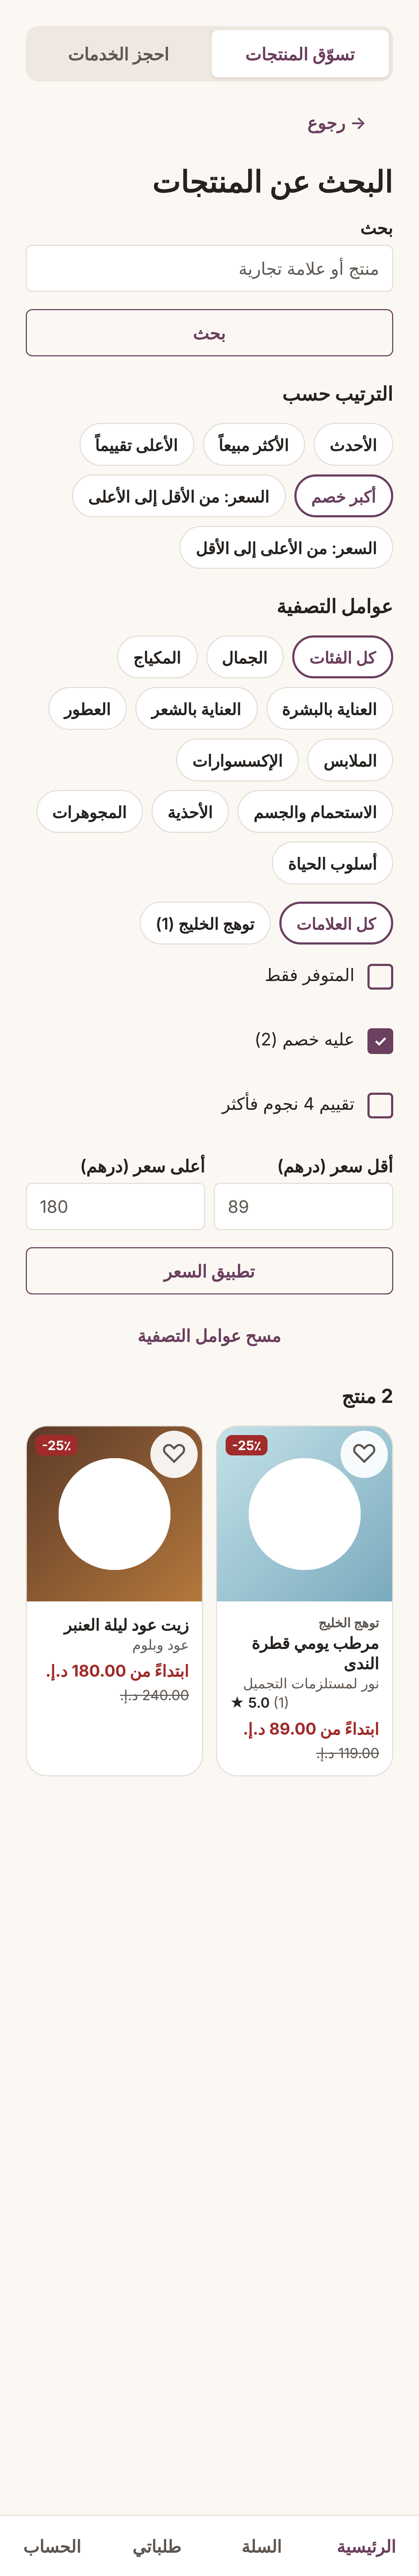 تسوّق المنتجات
احجز الخدمات
→ رجوع
البحث عن المنتجات
بحث
منتج أو علامة تجارية
بحث
الترتيب حسب
الأحدث
الأكثر مبيعاً
الأعلى تقييماً
أكبر خصم
السعر: من الأقل إلى الأعلى
السعر: من الأعلى إلى الأقل
عوامل التصفية
كل الفئات
الجمال
المكياج
العناية بالبشرة
العناية بالشعر
العطور
الملابس
الإكسسوارات
الاستحمام والجسم
الأحذية
المجوهرات
أسلوب الحياة
كل العلامات
توهج الخليج (1)
المتوفر فقط
عليه خصم (2)
تقييم 4 نجوم فأكثر
أقل سعر (درهم)
أعلى سعر (درهم)
89
180
تطبيق السعر
مسح عوامل التصفية
2 منتج
-25٪
توهج الخليج
مرطب يومي قطرة
الندى
نور لمستلزمات التجميل
★ 5.0 (1)
ابتداءً من 89.00 د.إ.
119.00 د.إ.
-25٪
زيت عود ليلة العنبر
عود وبلوم
ابتداءً من 180.00 د.إ.
240.00 د.إ.
الرئيسية
السلة
طلباتي
الحساب